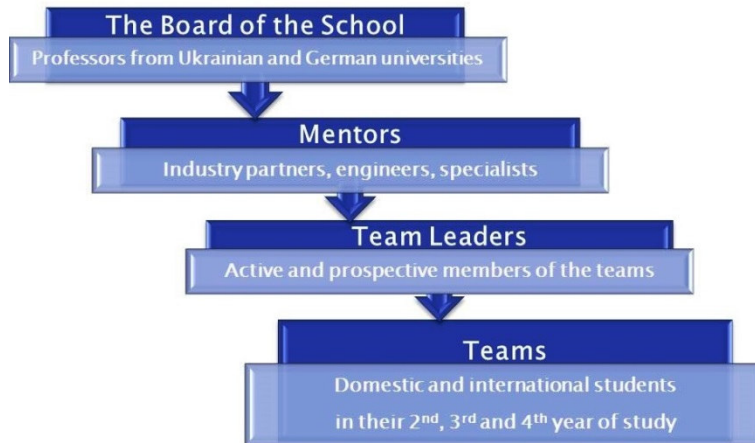 The Board of the School
Professors from Ukrainian and German universities
Mentors
Industry partners, engineers, specialists
Team Leaders
Active and prospective members of the teams
Teams
Domestic and international students
in their 2nd, 3rd and 4th year of study